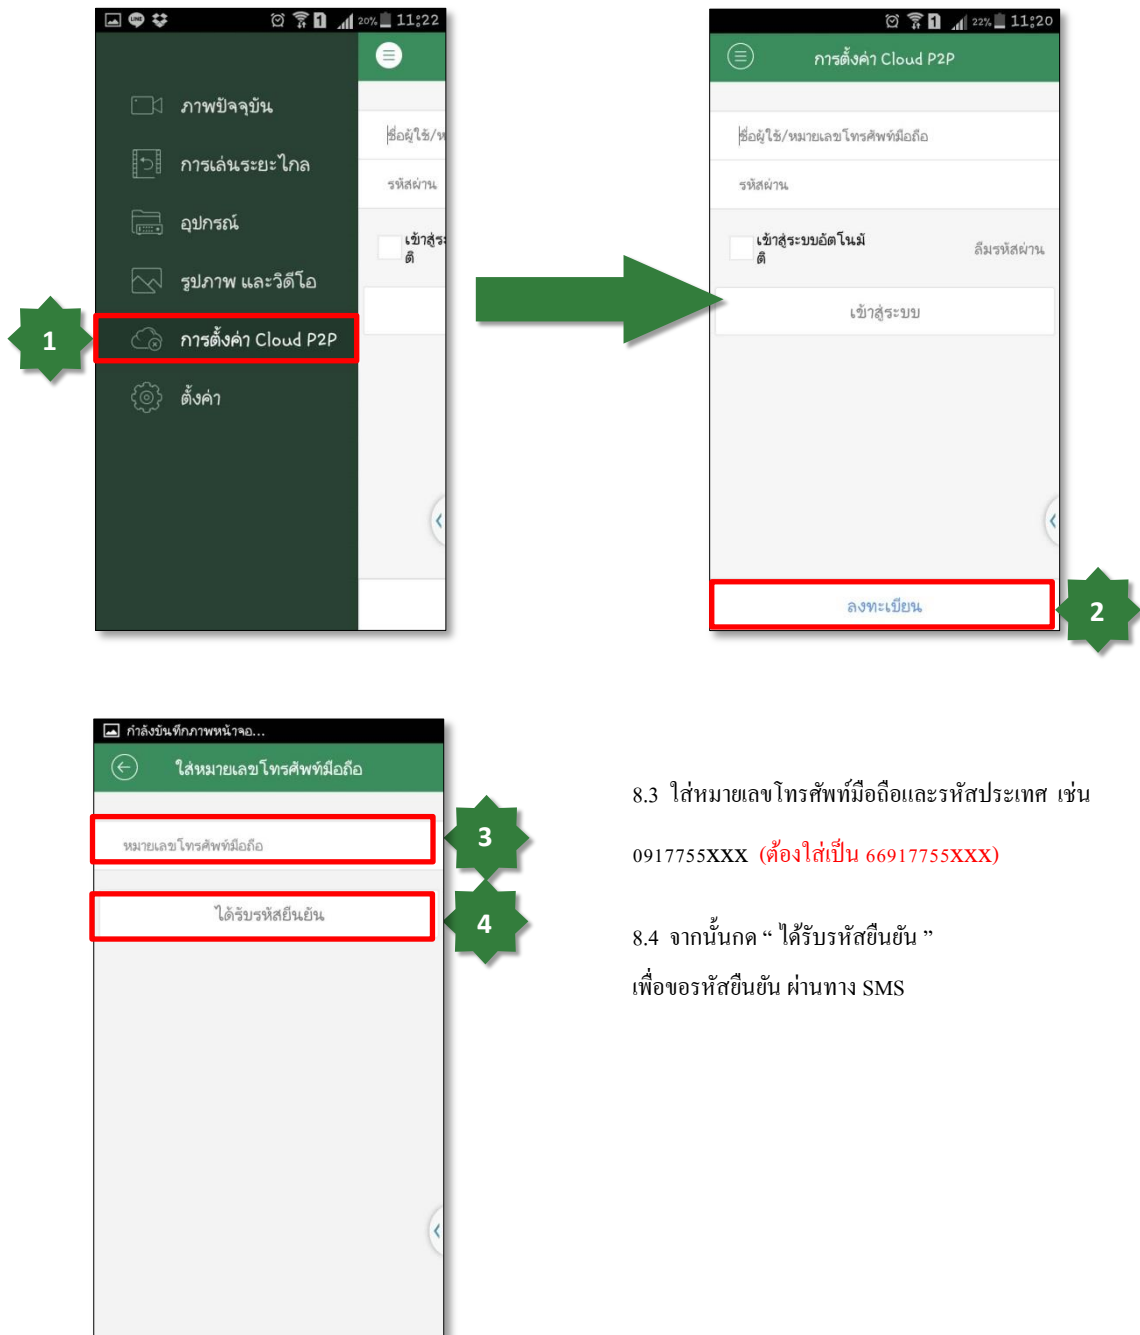 20% 11:22
ภาพปัจจุบัน
การเล่นระยะไกล
อุปกรณ์
รูปภาพ และวิดีโอ
การตั้งค่า Cloud P2P
ตั้งค่า
ชื่อผู้ใช้/ห
รหัสผ่าน
เข้าสู่ระ
ติ
1
22% 11:20
การตั้งค่า Cloud P2P
ชื่อผู้ใช้/หมายเลขโทรศัพท์มือถือ
รหัสผ่าน
เข้าสู่ระบบอัตโนมั
ติ
ลืมรหัสผ่าน
เข้าสู่ระบบ
ลงทะเบียน
2
กำลังบันทึกภาพหน้าจอ...
ใส่หมายเลขโทรศัพท์มือถือ
หมายเลขโทรศัพท์มือถือ
3
ได้รับรหัสยืนยัน
4
8.3 ใส่หมายเลขโทรศัพท์มือถือและรหัสประเทศ เช่น
0917755XXX (ต้องใส่เป็น 66917755XXX)
8.4 จากนั้นกด “ ได้รับรหัสยืนยัน ”
เพื่อขอรหัสยืนยัน ผ่านทาง SMS